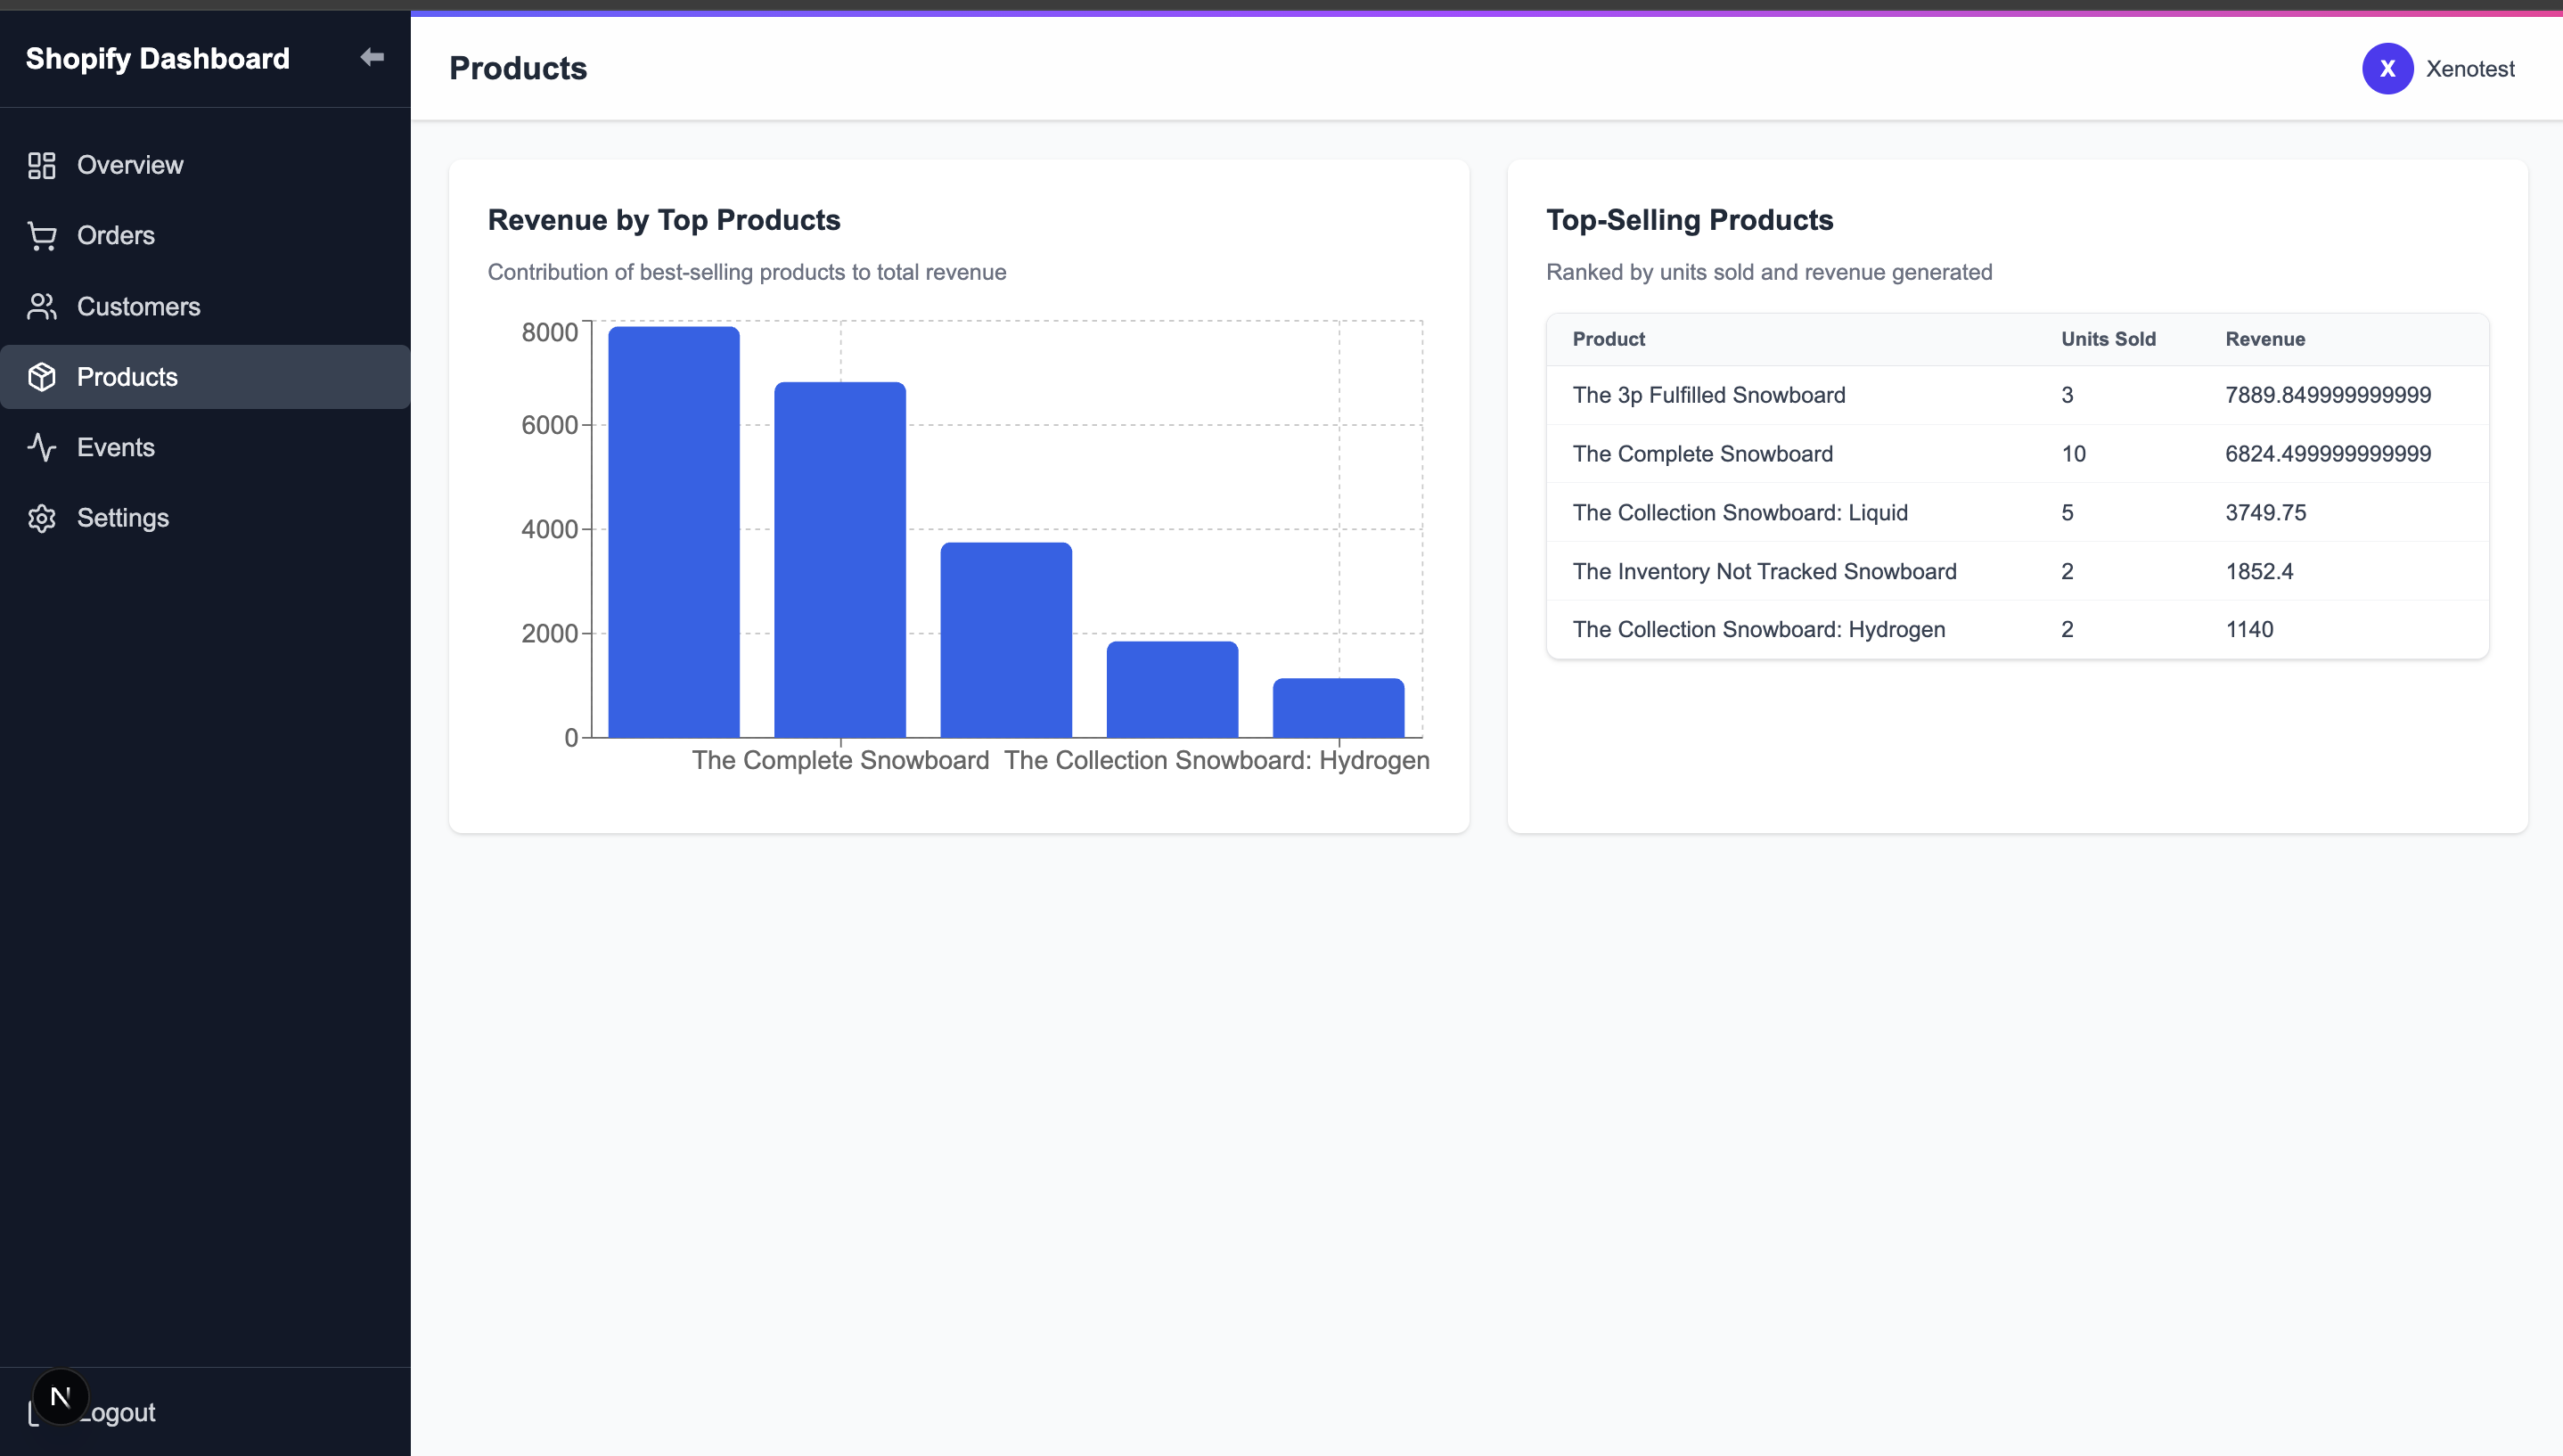 Shopify Dashboard
Overview
Orders
Customers
Products
Events
Settings
N
Logout
Products
X Xenotest
Revenue by Top Products
Contribution of best-selling products to total revenue
8000
6000
4000
2000
0
The Complete Snowboard The Collection Snowboard: Hydrogen
Top-Selling Products
Ranked by units sold and revenue generated
Product Units Sold Revenue
The 3p Fulfilled Snowboard 3 7889.849999999999
The Complete Snowboard 10 6824.499999999999
The Collection Snowboard: Liquid 5 3749.75
The Inventory Not Tracked Snowboard 2 1852.4
The Collection Snowboard: Hydrogen 2 1140